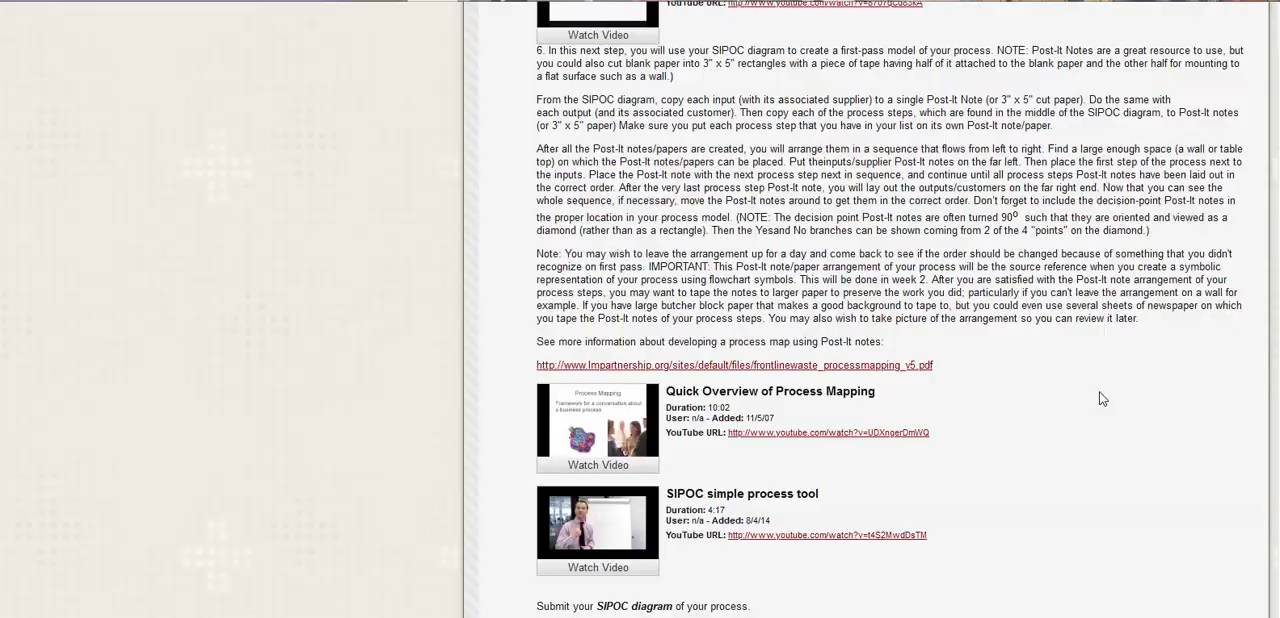 YouTube URL: http://www.youtube.com/watch?v=8707gCd83kA
Watch Video
6. In this next step, you will use your SIPOC diagram to create a first-pass model of your process. NOTE: Post-It Notes are a great resource to use, but
you could also cut blank paper into 3" x 5" rectangles with a piece of tape having half of it attached to the blank paper and the other half for mounting to
a flat surface such as a wall.)
From the SIPOC diagram, copy each input (with its associated supplier) to a single Post-It Note (or 3" x 5" cut paper). Do the same with
each output (and its associated customer). Then copy each of the process steps, which are found in the middle of the SIPOC diagram, to Post-It notes
(or 3" x 5" paper) Make sure you put each process step that you have in your list on its own Post-It note/paper.
After all the Post-It notes/papers are created, you will arrange them in a sequence that flows from left to right. Find a large enough space (a wall or table
top) on which the Post-It notes/papers can be placed. Put theinputs/supplier Post-It notes on the far left. Then place the first step of the process next to
the inputs. Place the Post-It note with the next process step next in sequence, and continue until all process steps Post-It notes have been laid out in
the correct order. After the very last process step Post-It note, you will lay out the outputs/customers on the far right end. Now that you can see the
whole sequence, if necessary, move the Post-It notes around to get them in the correct order. Don't forget to include the decision-point Post-It notes in
the proper location in your process model. (NOTE: The decision point Post-It notes are often turned 90⁰ such that they are oriented and viewed as a
diamond (rather than as a rectangle). Then the Yesand No branches can be shown coming from 2 of the 4 "points" on the diamond.)
Note: You may wish to leave the arrangement up for a day and come back to see if the order should be changed because of something that you didn't
recognize on first pass. IMPORTANT: This Post-It note/paper arrangement of your process will be the source reference when you create a symbolic
representation of your process using flowchart symbols. This will be done in week 2. After you are satisfied with the Post-It note arrangement of your
process steps, you may want to tape the notes to larger paper to preserve the work you did; particularly if you can't leave the arrangement on a wall for
example. If you have large butcher block paper that makes a good background to tape to, but you could even use several sheets of newspaper on which
you tape the Post-It notes of your process steps. You may also wish to take picture of the arrangement so you can review it later.
See more information about developing a process map using Post-It notes:
http://www.lmpartnership.org/sites/default/files/frontlinewaste_processmapping_v5.pdf
Process Mapping
Framework for a conversation about
a business process
Watch Video
Quick Overview of Process Mapping
Duration: 10:02
User: n/a - Added: 11/5/07
YouTube URL: http://www.youtube.com/watch?v=UDXngerDmWQ
Watch Video
SIPOC simple process tool
Duration: 4:17
User: n/a - Added: 8/4/14
YouTube URL: http://www.youtube.com/watch?v=t4S2MwdDsTM
Submit your SIPOC diagram of your process.